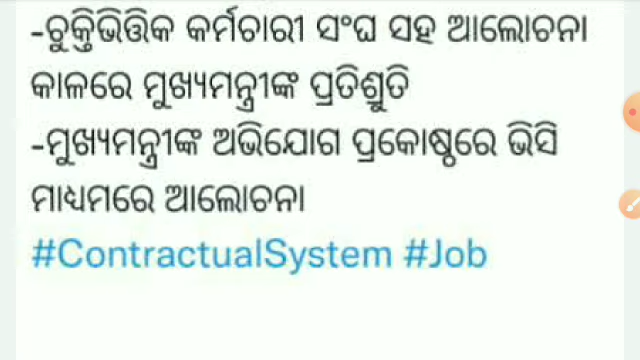 -ଚୁକ୍ତିଭିତ୍ତିକ କର୍ମଚାରୀ ସଂଘ ସହ ଆଲୋଚନା
କାଳରେ ମୁଖ୍ୟମନ୍ତ୍ରୀଙ୍କ ପ୍ରତିଶ୍ରୁତି
-ମୁଖ୍ୟମନ୍ତ୍ରୀଙ୍କ ଅଭିଯୋଗ ପ୍ରକୋଷ୍ଠରେ ଭିସି
ମାଧ୍ୟମରେ ଆଲୋଚନା
#ContractualSystem #Job